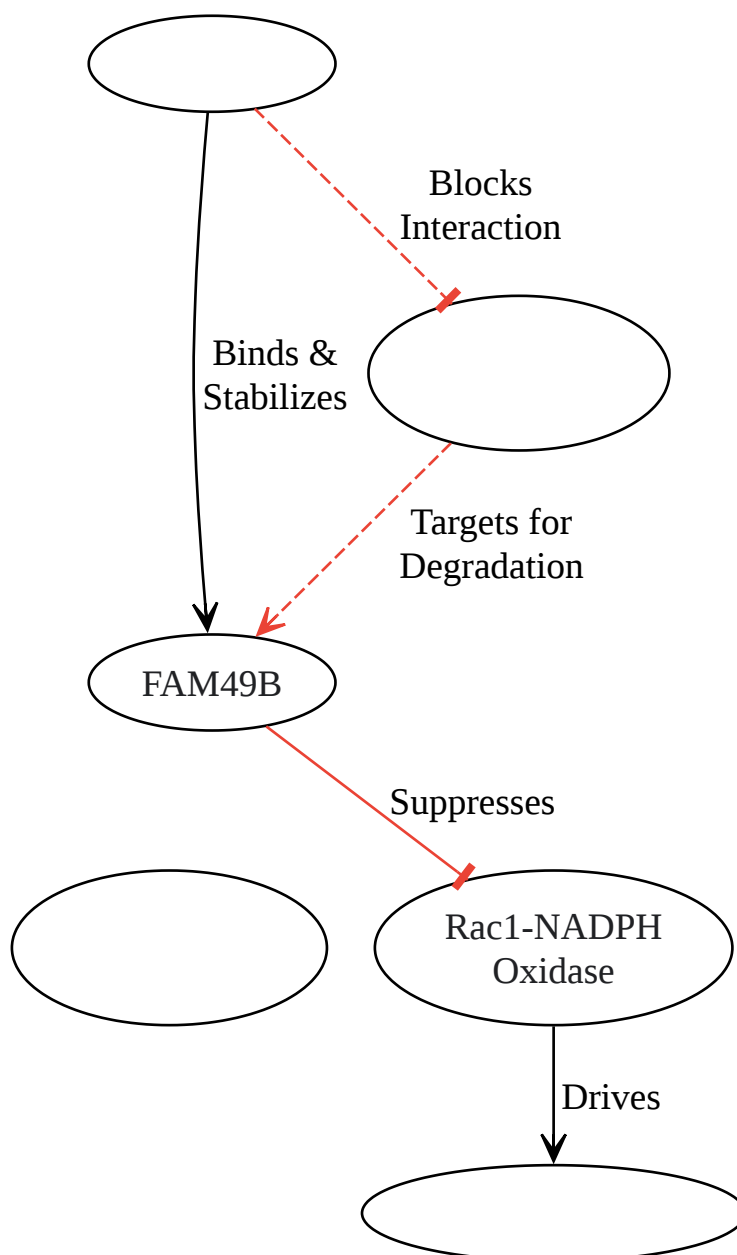 Blocks
Interaction
Binds &
Stabilizes
Targets for
Degradation
FAM49B
Suppresses
Rac1-NADPH
Oxidase
Drives